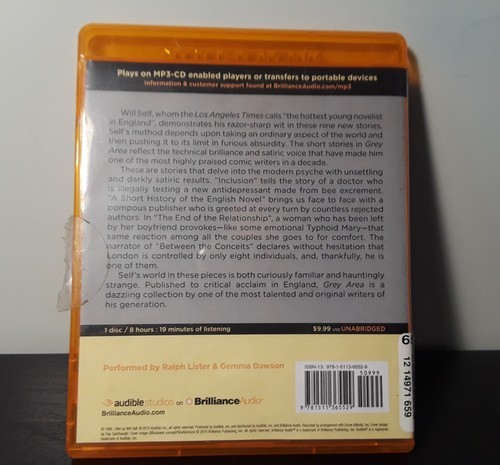 Plays on MP3-CD enabled players or transfers to portable devices
Information & customer support found at BrillianceAudio.com/mp3
Will Self, whom the Los Angeles Times calls "the hottest young novelist
in England", demonstrates his razor-sharp wit in these nine new stories.
Self's method depends upon taking an ordinary aspect of the world and
then pushing it to its limit in furious absurdity. The short stories in Grey
Area reflect the technical brilliance and satiric voice that have made him
one of the most highly praised comic writers in a decade.
These are stories that delve into the modern psyche with unsettling
and darkly satiric results. "Inclusion" tells the story of a doctor who
is illegally testing a new antidepressant made from bee excrement.
"A Short History of the English Novel" brings us face to face with a
pompous publisher who is greeted at every turn by countless rejected
authors. In "The End of the Relationship", a woman who has been left
by her boyfriend provokes—like some emotional Typhoid Mary—that
same reaction among all the couples she goes to for comfort. The
narrator of "Between the Conceits" declares without hesitation that
London is controlled by only eight individuals, and, thankfully, he is
one of them.
Self's world in these pieces is both curiously familiar and hauntingly
strange. Published to critical acclaim in England, Grey Area is a
dazzling collection by one of the most talented and original writers of
his generation.
1 disc / 8 hours : 19 minutes of listening
$9.99 USD UNABRIDGED
Performed by Ralph Lister & Gemma Dawson
ISBN-13: 978-1-5113-6552-9
50999
9 781511 365529
audible studios on Brilliance Audio
BrillianceAudio.com
12 14971 659